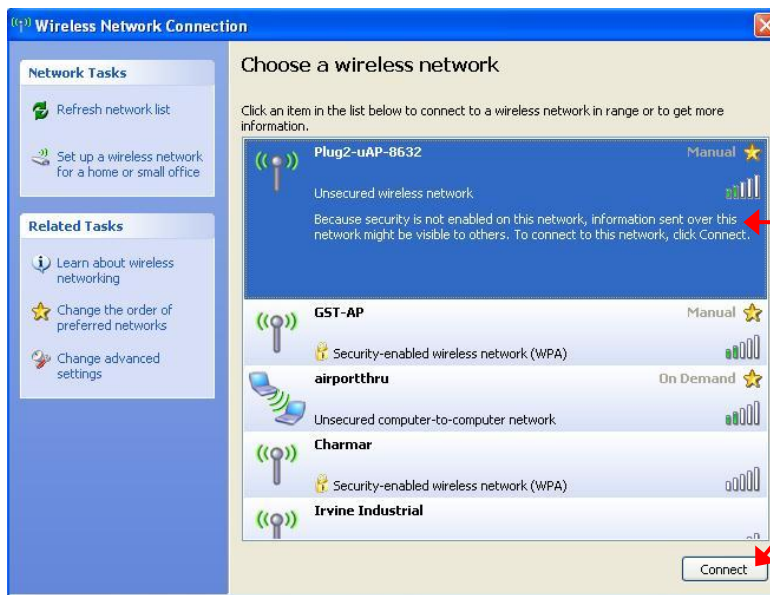 Wireless Network Connection
Network Tasks
Refresh network list
Set up a wireless network
for a home or small office
Related Tasks
Learn about wireless
networking
Change the order of
preferred networks
Change advanced
settings
Choose a wireless network
Click an item in the list below to connect to a wireless network in range or to get more
information.
Plug2-uAP-8632 Manual
Unsecured wireless network
Because security is not enabled on this network, information sent over this
network might be visible to others. To connect to this network, click Connect.
GST-AP Manual
Security-enabled wireless network (WPA)
airportthru On Demand
Unsecured computer-to-computer network
Charmar
Security-enabled wireless network (WPA)
Irvine Industrial
Connect